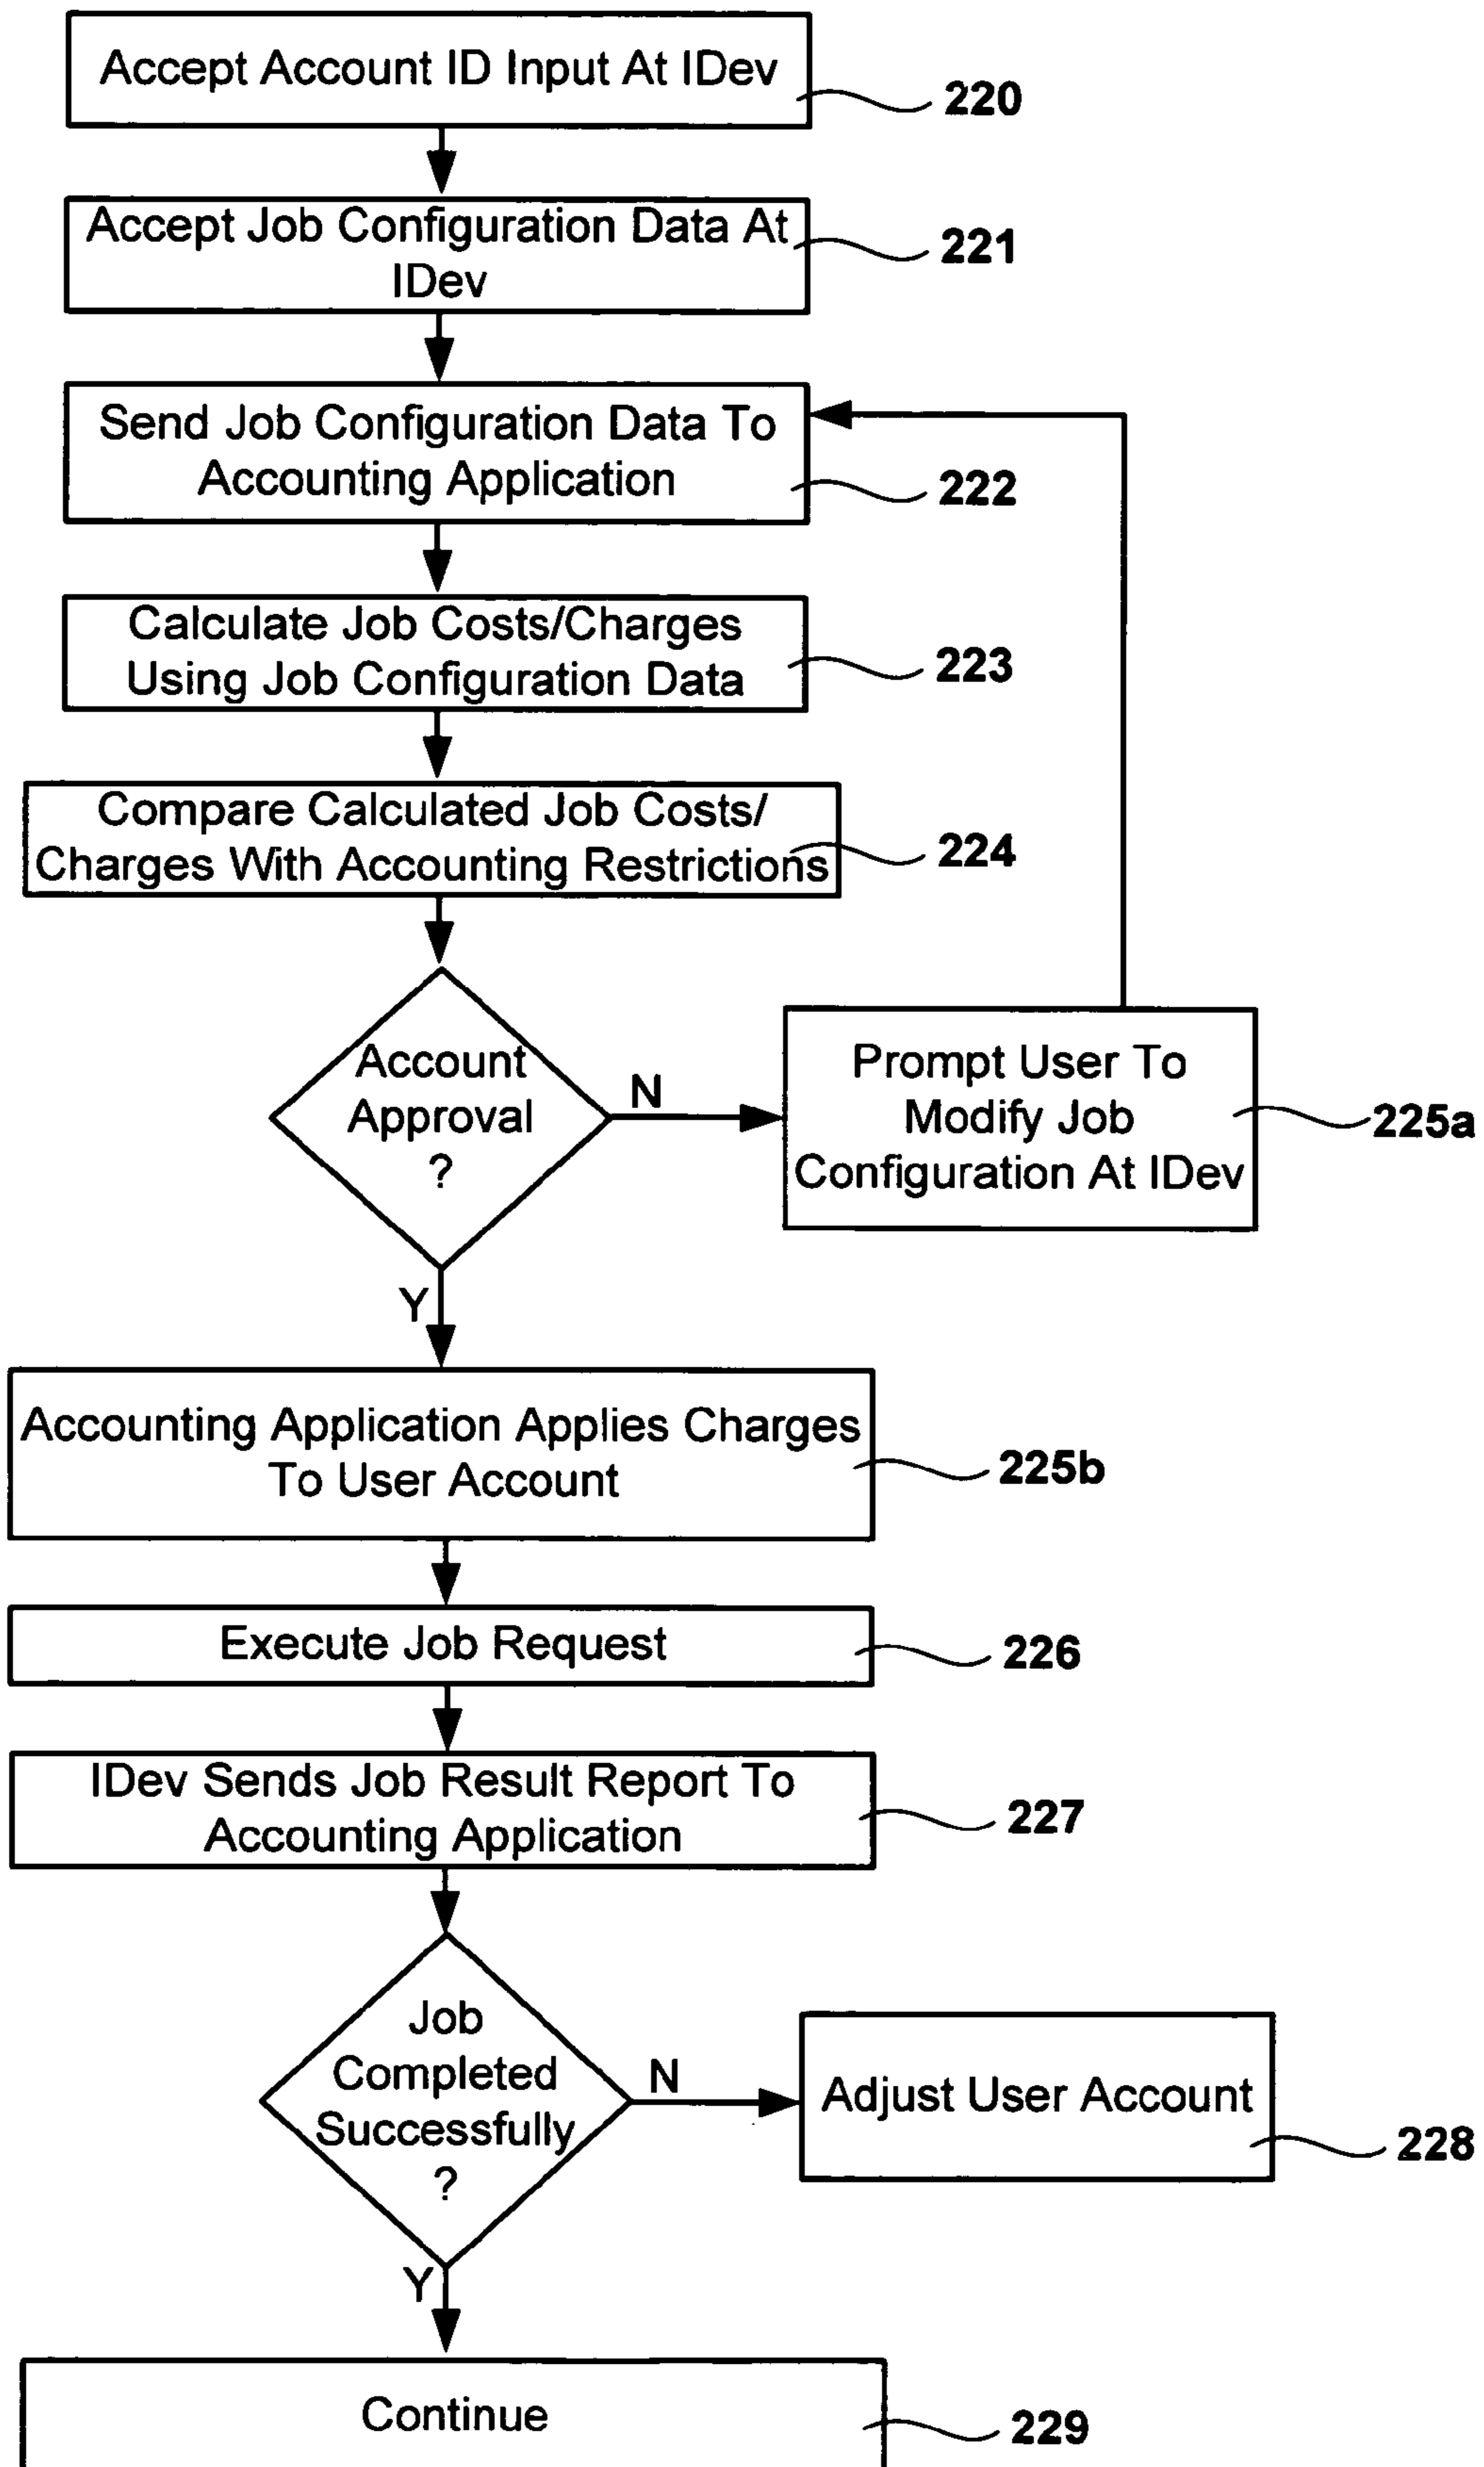 Accept Account ID Input At IDev
220
Accept Job Configuration Data At
IDev
221
Send Job Configuration Data To
Accounting Application
222
Calculate Job Costs/Charges
Using Job Configuration Data
223
Compare Calculated Job Costs/
Charges With Accounting Restrictions
224
Account
Approval
?
N
Prompt User To
Modify Job
Configuration At IDev
225a
Y
Accounting Application Applies Charges
To User Account
225b
Execute Job Request
226
IDev Sends Job Result Report To
Accounting Application
227
Job
Completed
Successfully
?
N
Adjust User Account
228
Y
Continue
229